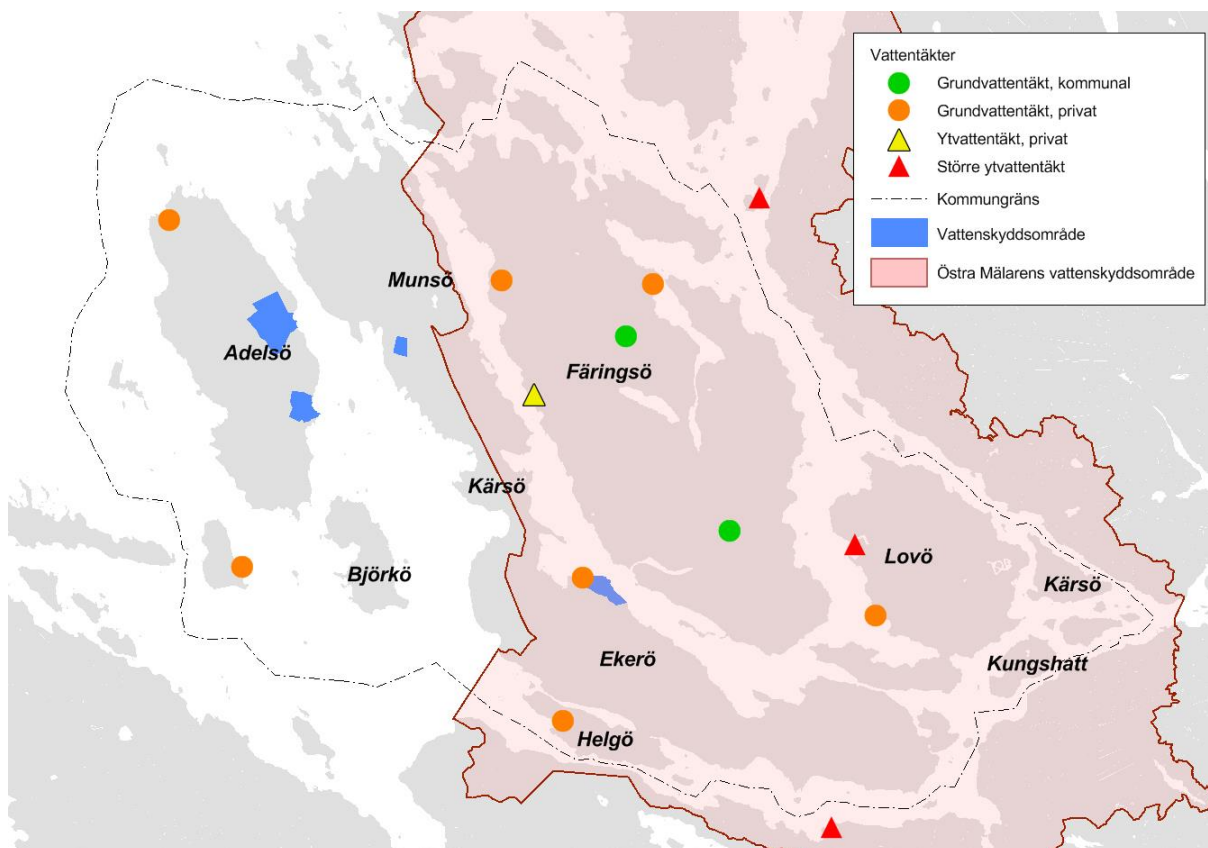 Vattentäkter
Grundvattentäkt, kommunal
Grundvattentäkt, privat
Ytvattentäkt, privat
Större ytvattentäkt
Kommungräns
Vattenskyddsområde
Östra Mälarens vattenskyddsområde
Munsö
Adelsö
Färingsö
Kärsö
Björkö
Lovö
Kärsö
Ekerö
Kungshatt
Helgö